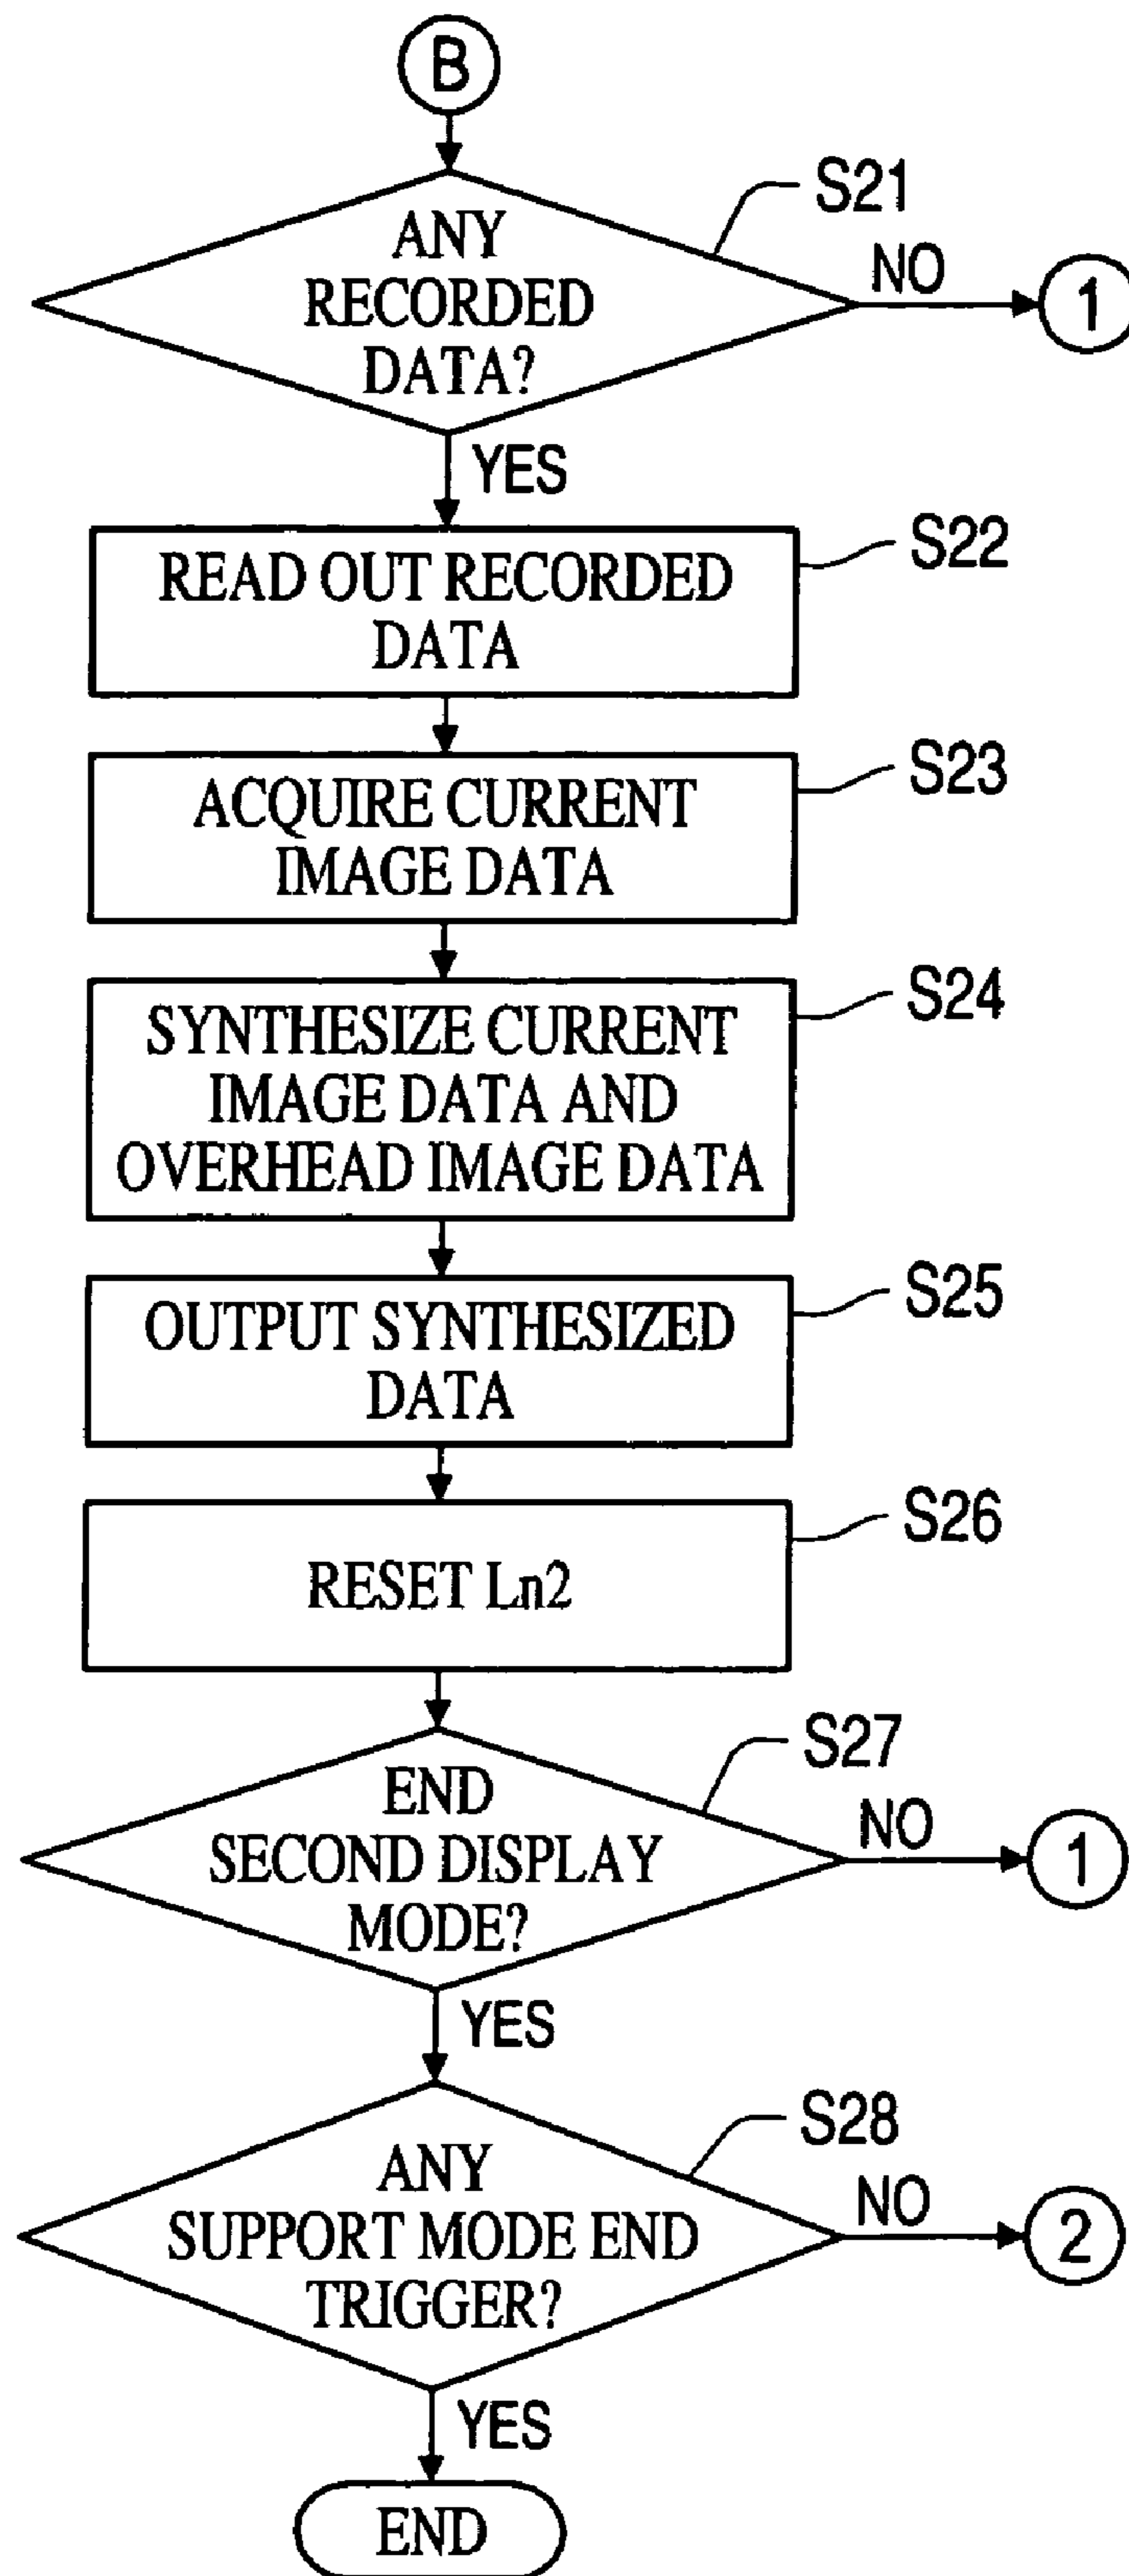 B
S21
ANY
RECORDED
DATA?
NO
1
YES
S22
READ OUT RECORDED
DATA
S23
ACQUIRE CURRENT
IMAGE DATA
S24
SYNTHESIZE CURRENT
IMAGE DATA AND
OVERHEAD IMAGE DATA
S25
OUTPUT SYNTHESIZED
DATA
S26
RESET Ln2
S27
END
SECOND DISPLAY
MODE?
NO
1
YES
S28
ANY
SUPPORT MODE END
TRIGGER?
NO
2
YES
END